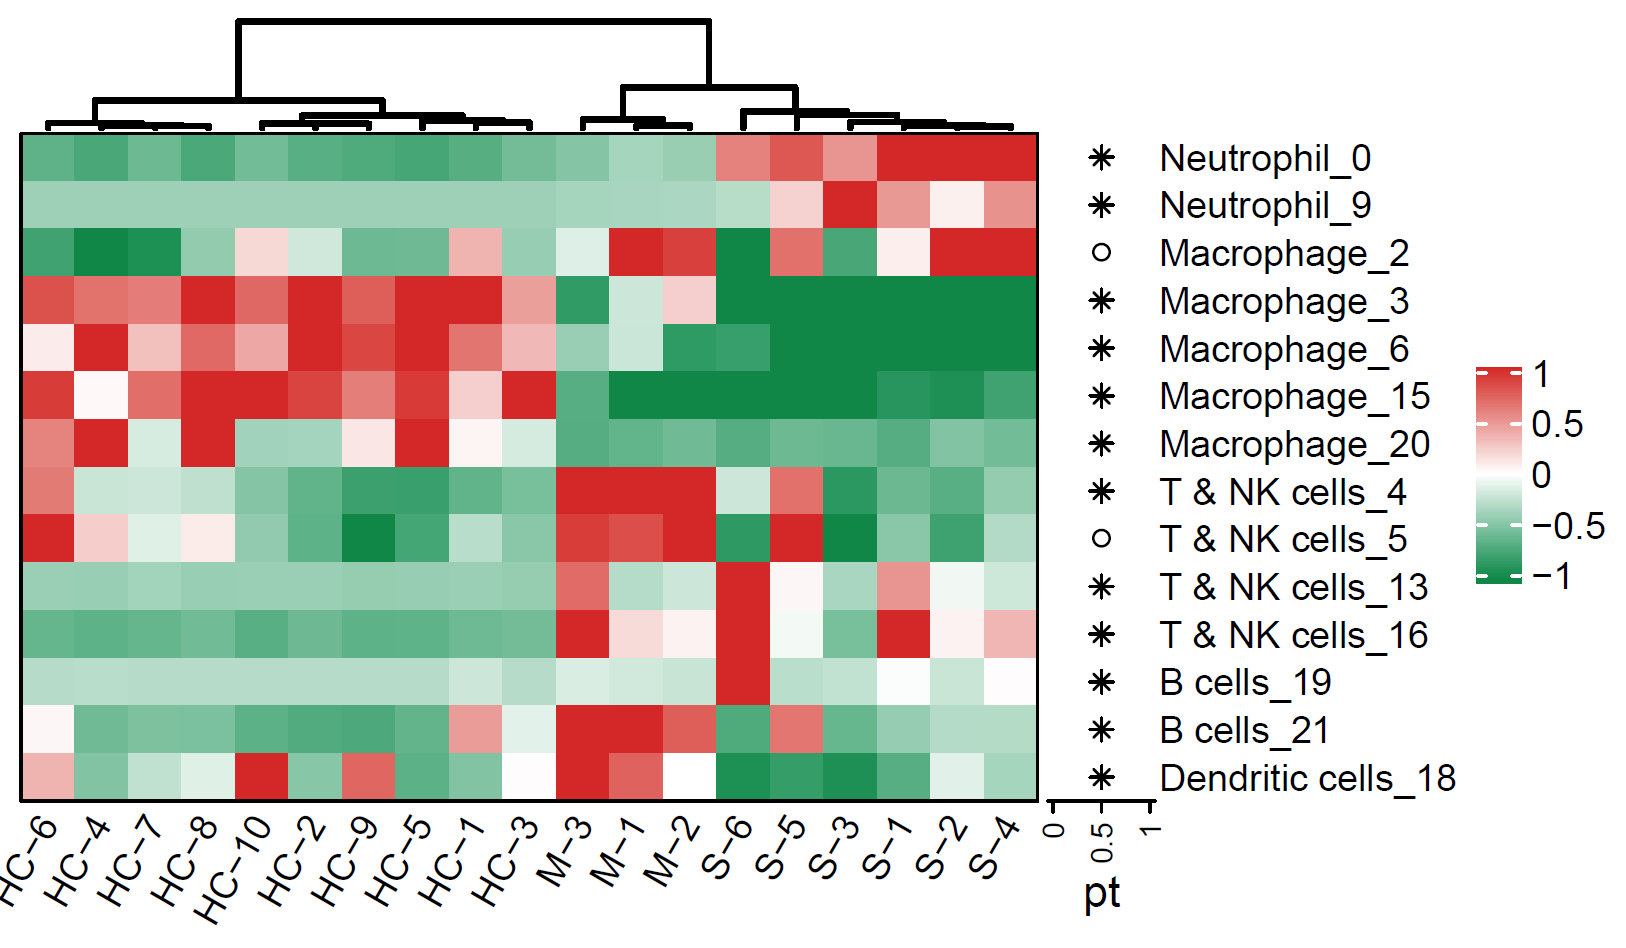 Neutrophil_0
Neutrophil_9
Macrophage_2
Macrophage_3
Macrophage_6
Macrophage_15
Macrophage_20
T & NK cells_4
T & NK cells_5
T & NK cells_13
T & NK cells_16
B cells_19
B cells_21
Dendritic cells_18
1
0.5
0
−0.5
−1
HC−6
HC−4
HC−7
HC−8
HC−10
HC−2
HC−9
HC−5
HC−1
HC−3
M−3
M−1
M−2
S−6
S−5
S−3
S−1
S−2
S−4
0
0.5
1
pt